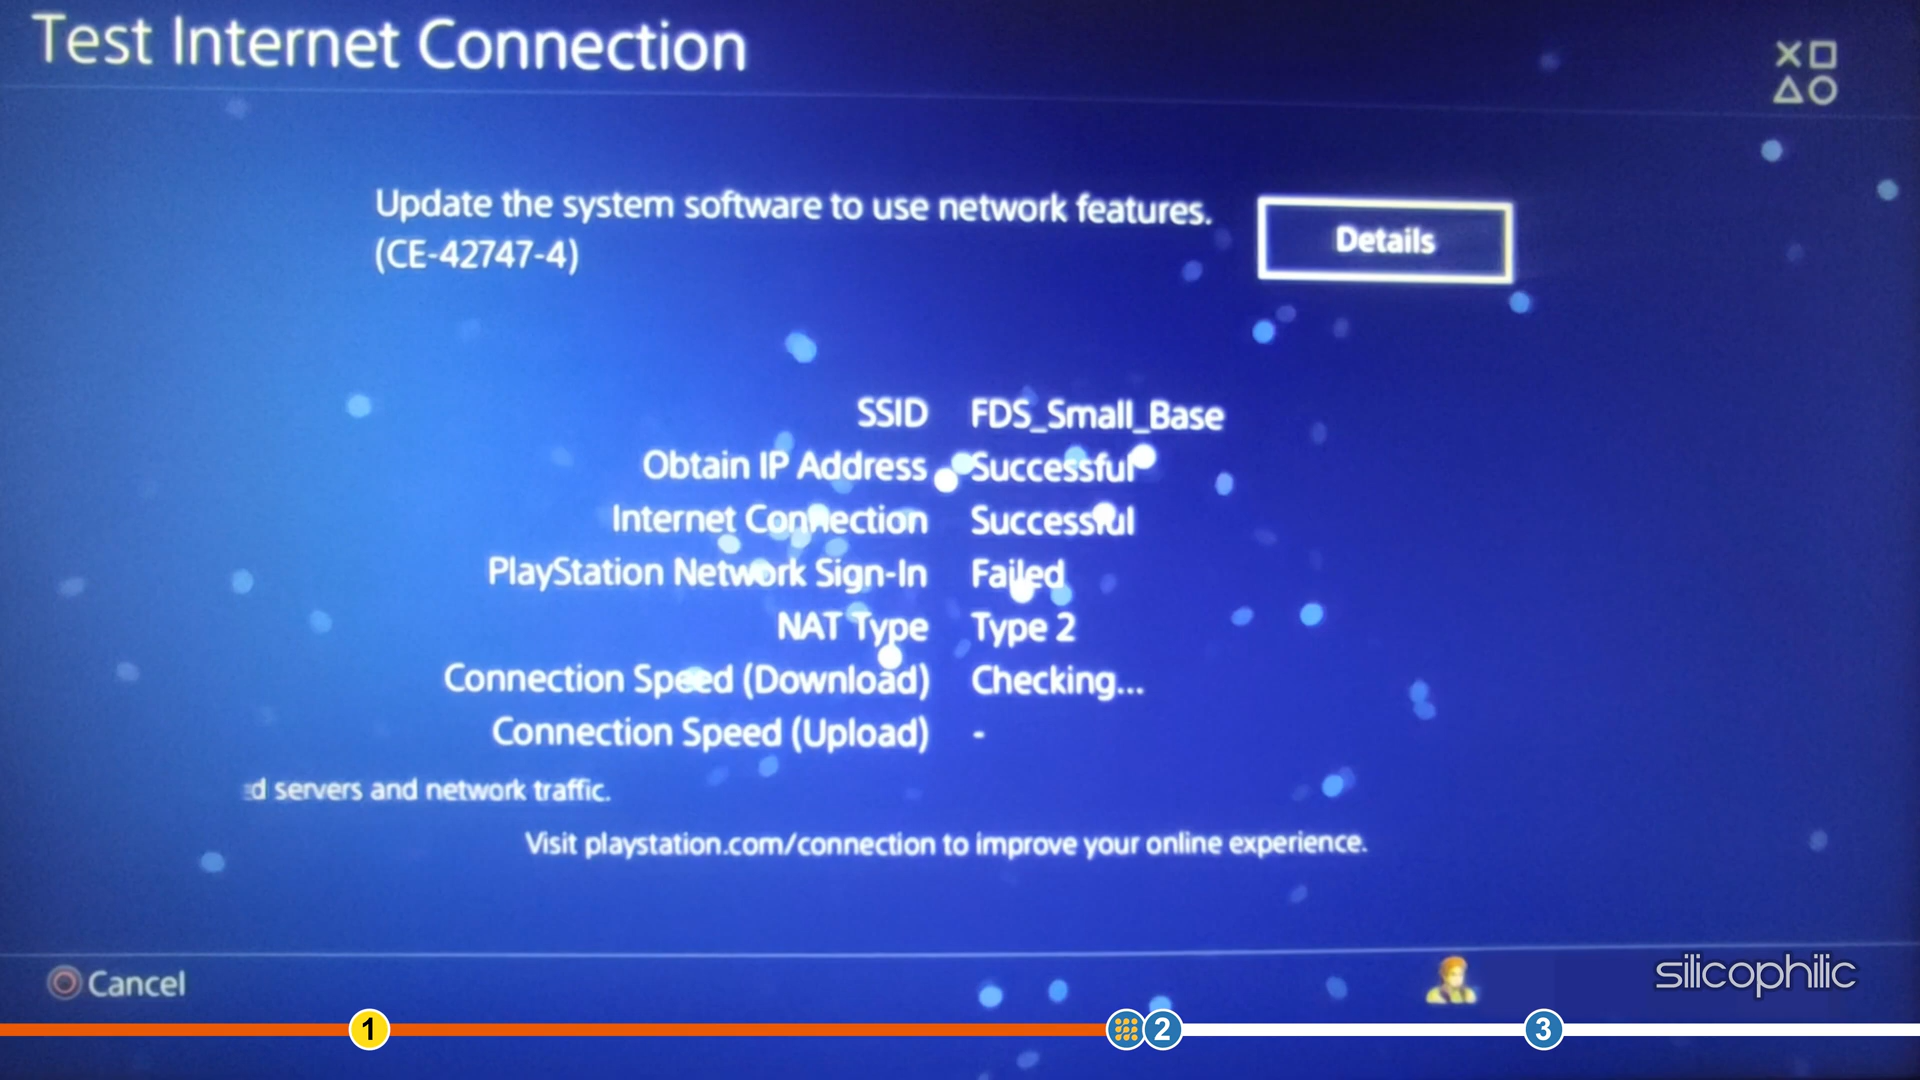 Test Internet Connection
Update the system software to use network features.
(CE-42747-4)
Details
SSID FDS_Small_Base
Obtain IP Address Successful
Internet Connection Successful
PlayStation Network Sign-In Failed
NAT Type Type 2
Connection Speed (Download) Checking...
Connection Speed (Upload) -
servers and network traffic.
Visit playstation.com/connection to improve your online experience.
Cancel
silicophilic
1 2 3